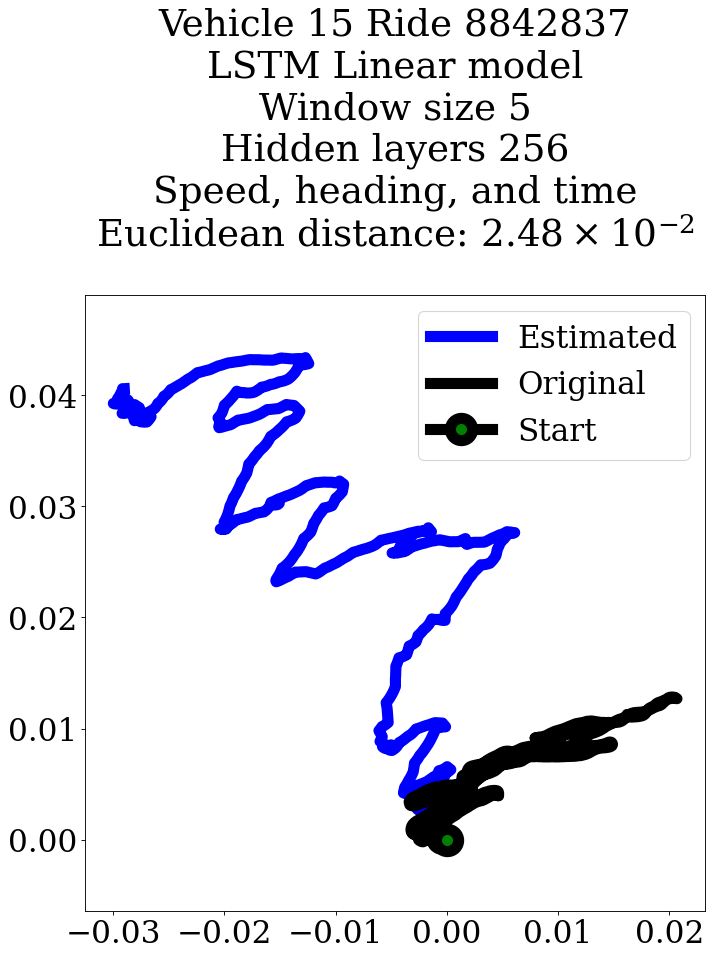 Vehicle 15 Ride 8842837
LSTM Linear model
Window size 5
Hidden layers 256
Speed, heading, and time
Euclidean distance: 2.48 × 10⁻²
Estimated
Original
Start
0.04
0.03
0.02
0.01
0.00
−0.03 −0.02 −0.01 0.00 0.01 0.02